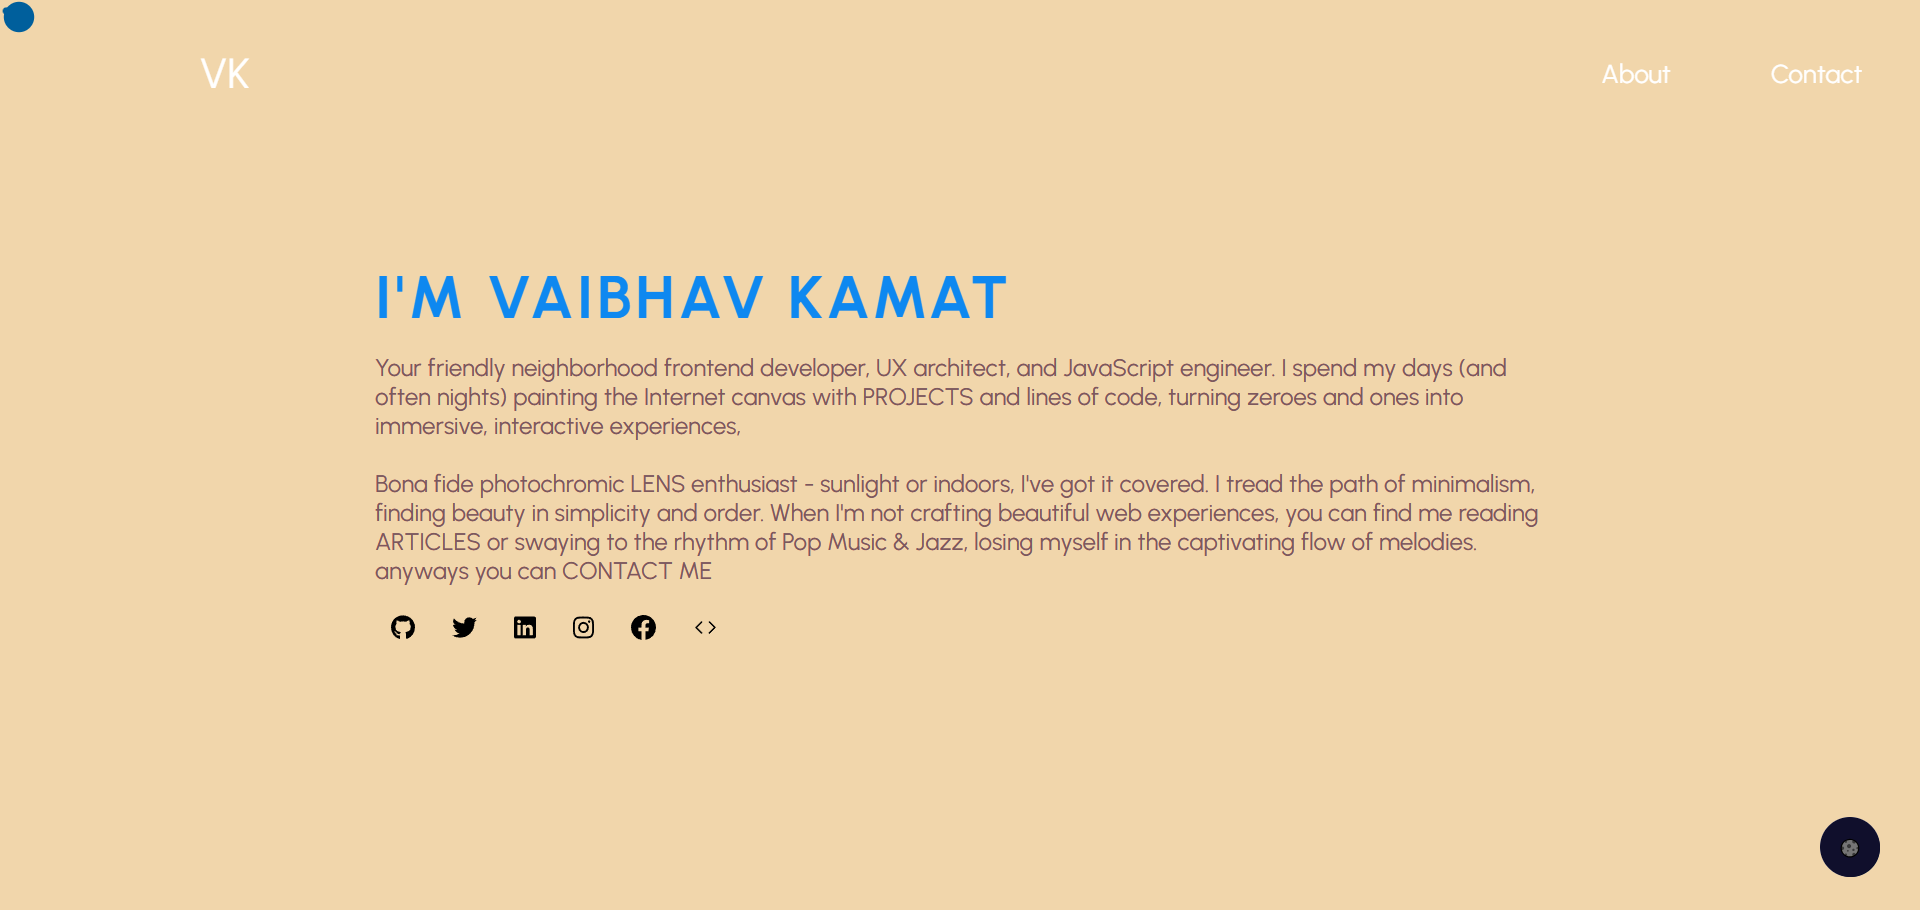 VK
About
Contact
I'M VAIBHAV KAMAT
Your friendly neighborhood frontend developer, UX architect, and JavaScript engineer. I spend my days (and
often nights) painting the Internet canvas with PROJECTS and lines of code, turning zeroes and ones into
immersive, interactive experiences,
Bona fide photochromic LENS enthusiast - sunlight or indoors, I've got it covered. I tread the path of minimalism,
finding beauty in simplicity and order. When I'm not crafting beautiful web experiences, you can find me reading
ARTICLES or swaying to the rhythm of Pop Music & Jazz, losing myself in the captivating flow of melodies.
anyways you can CONTACT ME